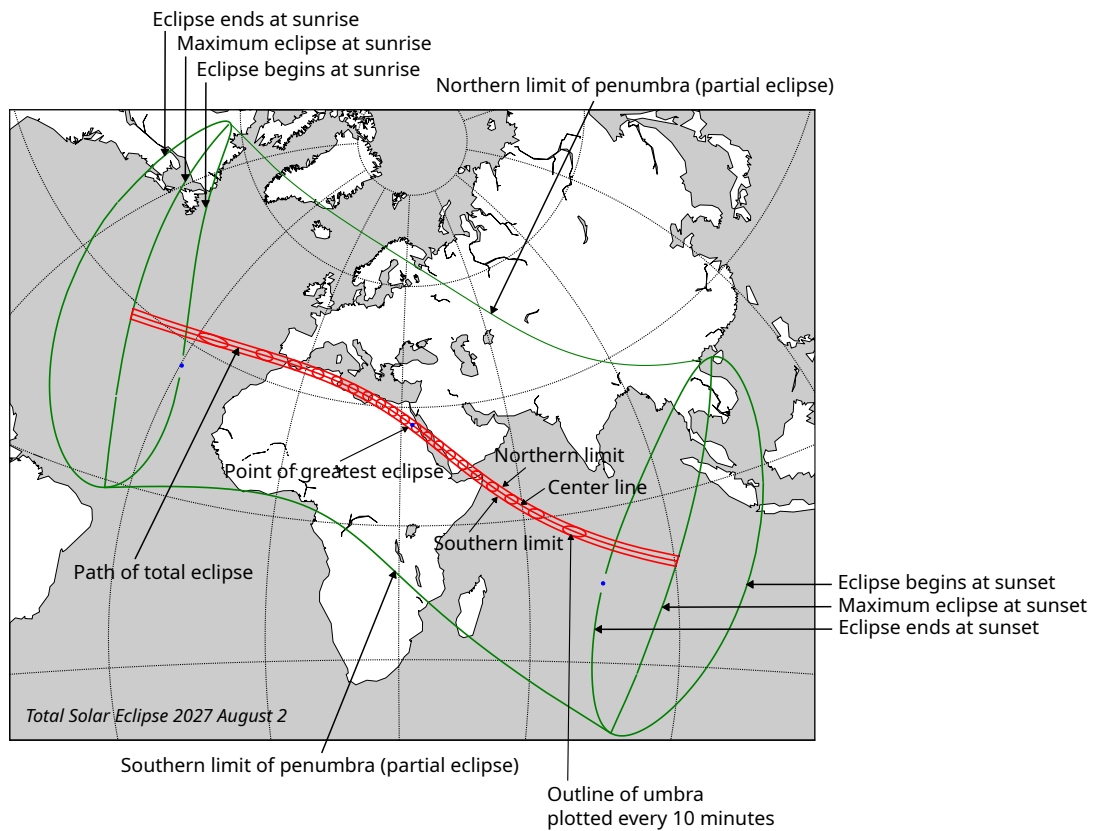 Eclipse ends at sunrise
Maximum eclipse at sunrise
Eclipse begins at sunrise
Northern limit of penumbra (partial eclipse)
Northern limit
Point of greatest eclipse
Center line
Southern limit
Path of total eclipse
Eclipse begins at sunset
Maximum eclipse at sunset
Eclipse ends at sunset
Total Solar Eclipse 2027 August 2
Southern limit of penumbra (partial eclipse)
Outline of umbra
plotted every 10 minutes